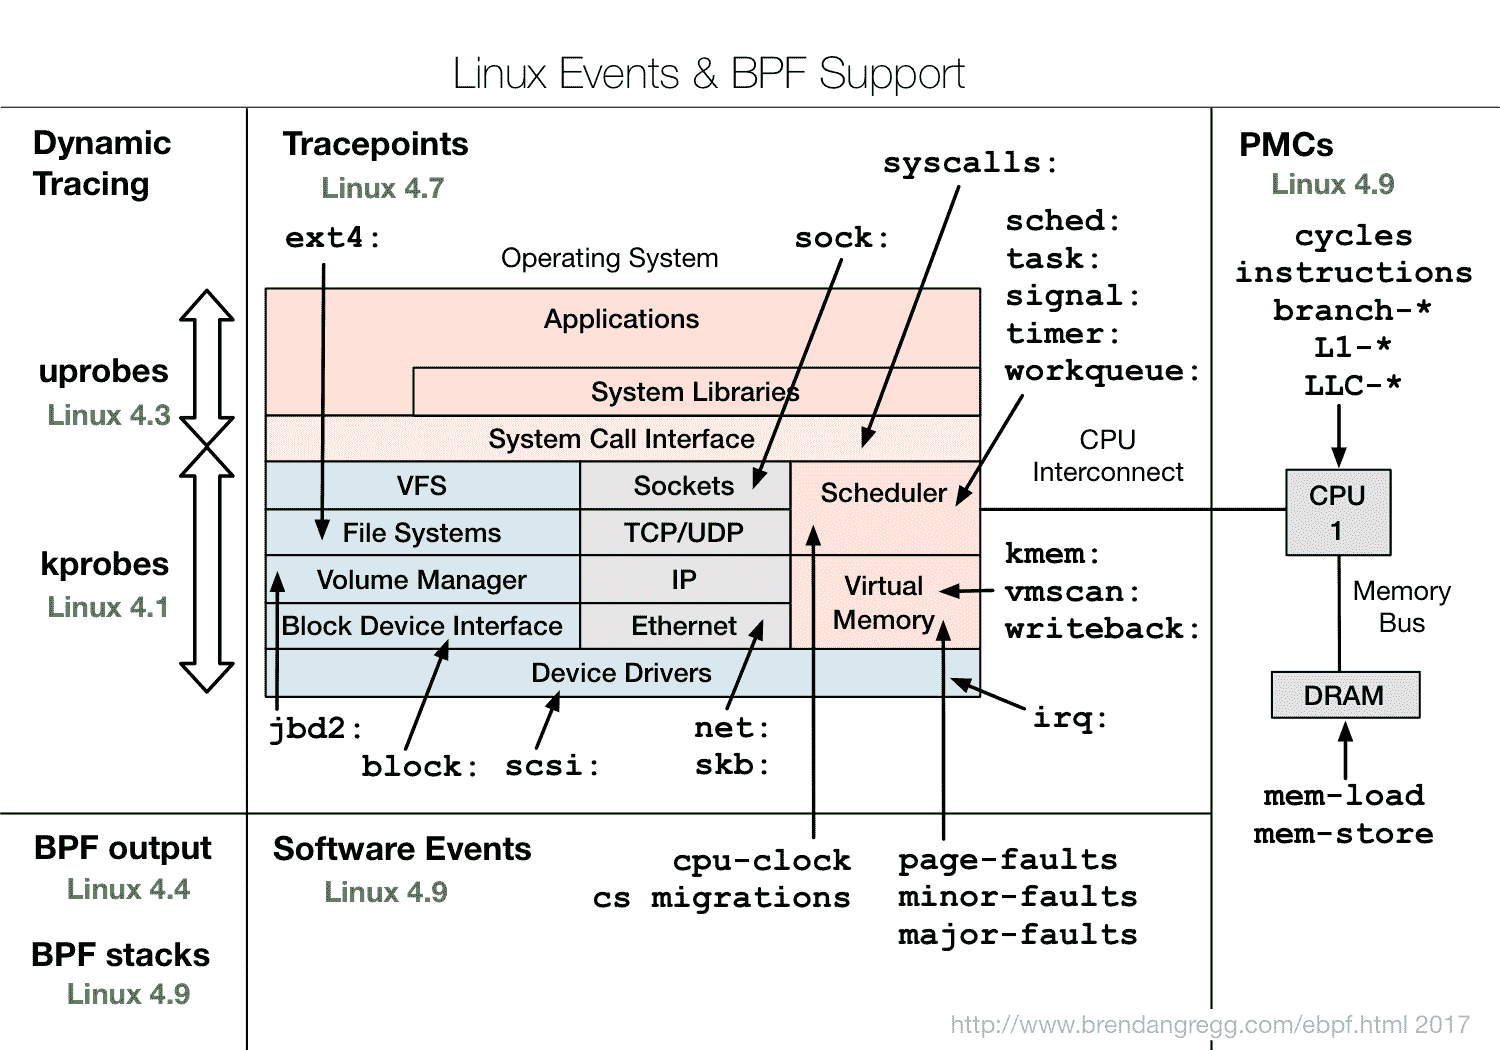 Linux Events & BPF Support
Dynamic
Tracing
uprobes
Linux 4.3
kprobes
Linux 4.1
Tracepoints
Linux 4.7
syscalls:
ext4:
sock:
sched:
task:
signal:
timer:
workqueue:
Operating System
Applications
System Libraries
System Call Interface
VFS
Sockets
Scheduler
File Systems
TCP/UDP
Volume Manager
IP
Virtual
Memory
Block Device Interface
Ethernet
Device Drivers
CPU
Interconnect
kmem:
vmscan:
writeback:
irq:
jbd2:
block:
scsi:
net:
skb:
PMCs
Linux 4.9
cycles
instructions
branch-*
L1-*
LLC-*
CPU
1
Memory
Bus
DRAM
mem-load
mem-store
BPF output
Linux 4.4
BPF stacks
Linux 4.9
Software Events
Linux 4.9
cpu-clock
cs migrations
page-faults
minor-faults
major-faults
http://www.brendangregg.com/ebpf.html 2017